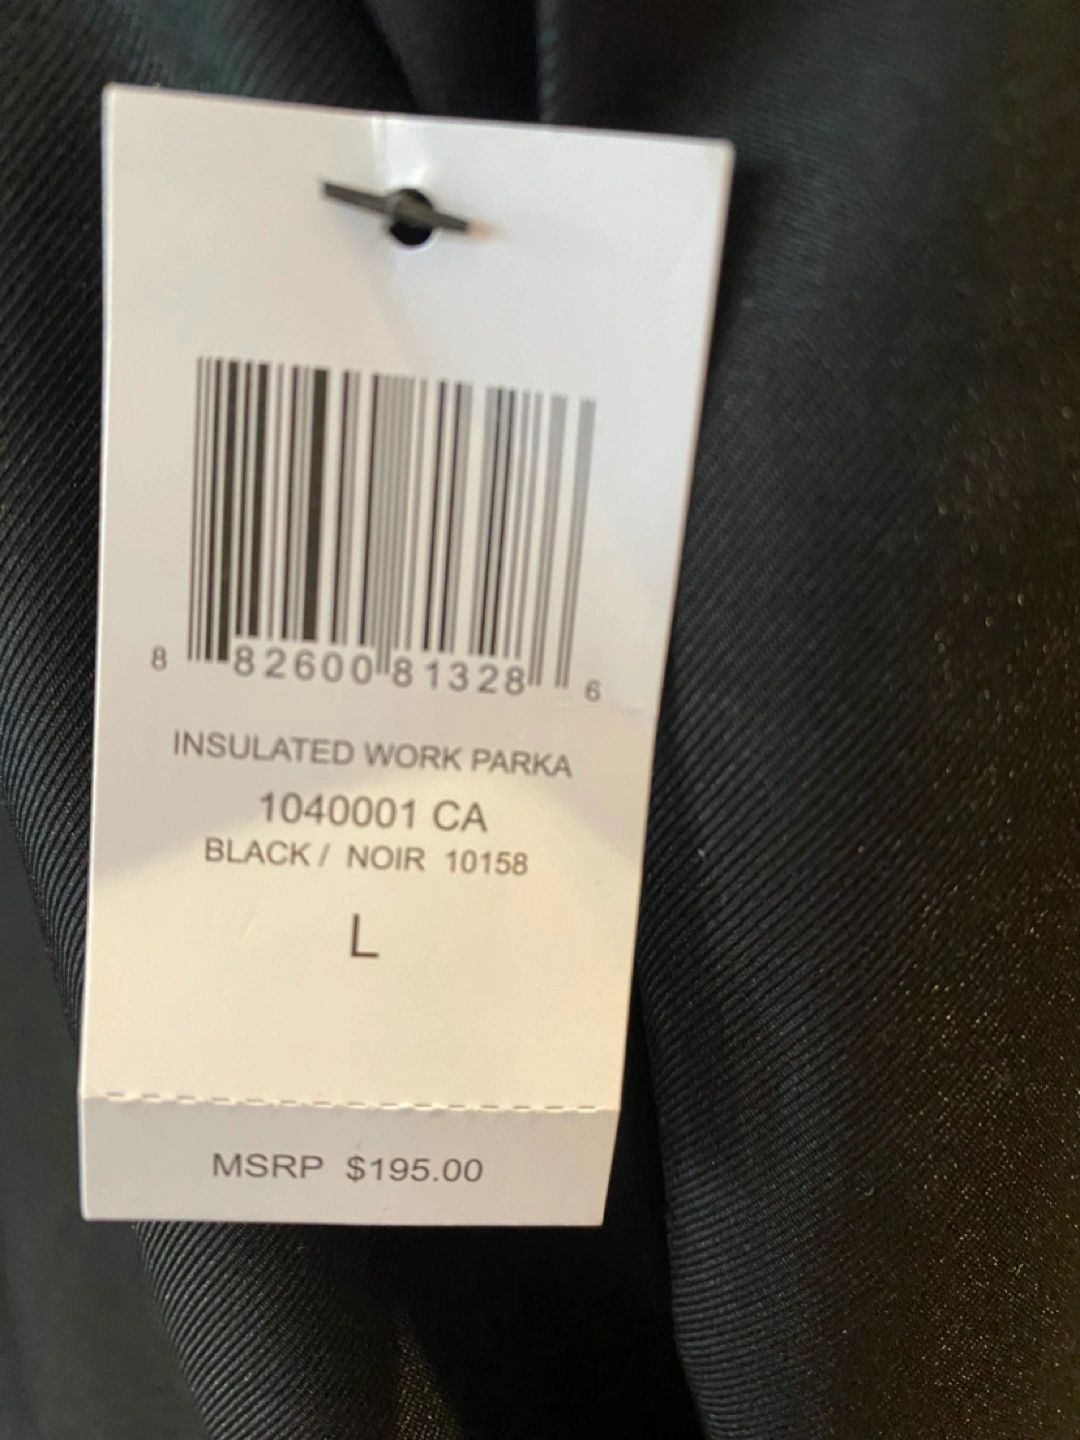 8 82600 81328 6
INSULATED WORK PARKA
1040001 CA
BLACK / NOIR 10158
L
MSRP $195.00